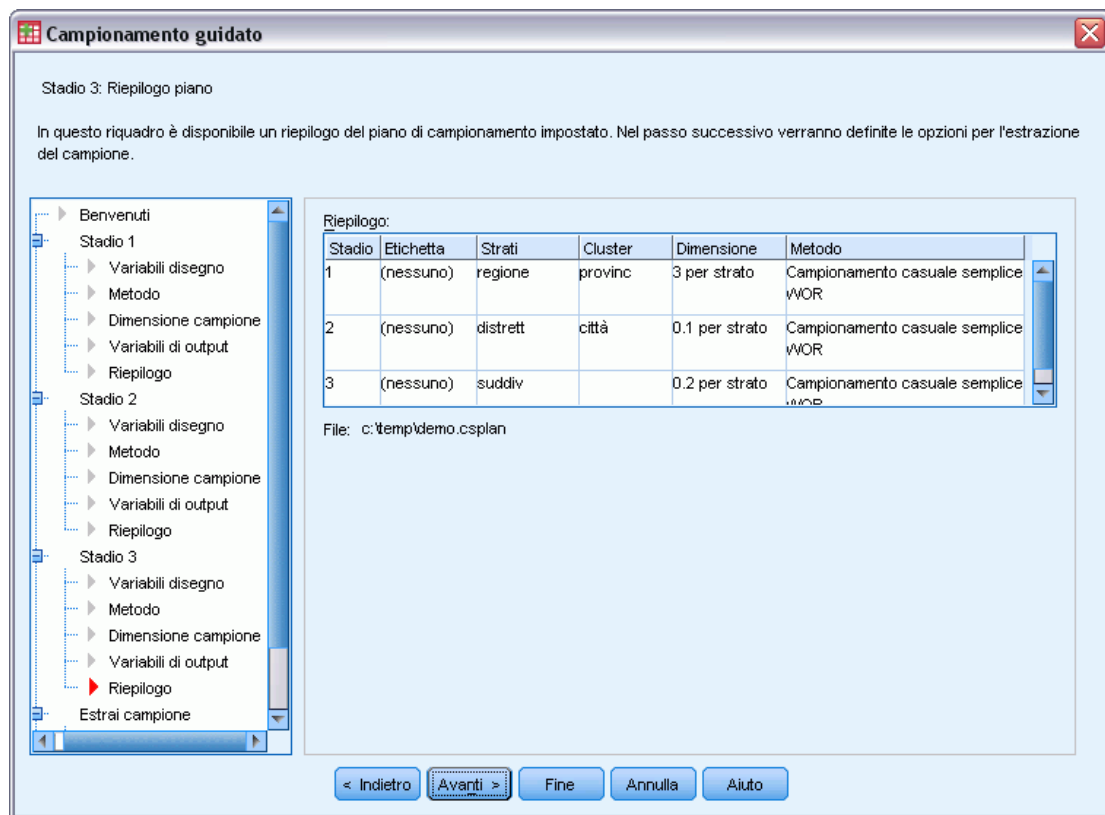 Campionamento guidato
Stadio 3: Riepilogo piano
In questo riquadro è disponibile un riepilogo del piano di campionamento impostato. Nel passo successivo verranno definite le opzioni per l'estrazione
del campione.
Benvenuti
Stadio 1
Variabili disegno
Metodo
Dimensione campione
Variabili di output
Riepilogo
Stadio 2
Variabili disegno
Metodo
Dimensione campione
Variabili di output
Riepilogo
Stadio 3
Variabili disegno
Metodo
Dimensione campione
Variabili di output
Riepilogo
Estrai campione
Riepilogo:
Stadio Etichetta Strati Cluster Dimensione Metodo
1 (nessuno) regione provinc 3 per strato Campionamento casuale semplice
WOR
2 (nessuno) distrett città 0.1 per strato Campionamento casuale semplice
WOR
3 (nessuno) suddiv 0.2 per strato Campionamento casuale semplice
WOR
File: c:\temp\demo.csplan
< Indietro Avanti > Fine Annulla Aiuto